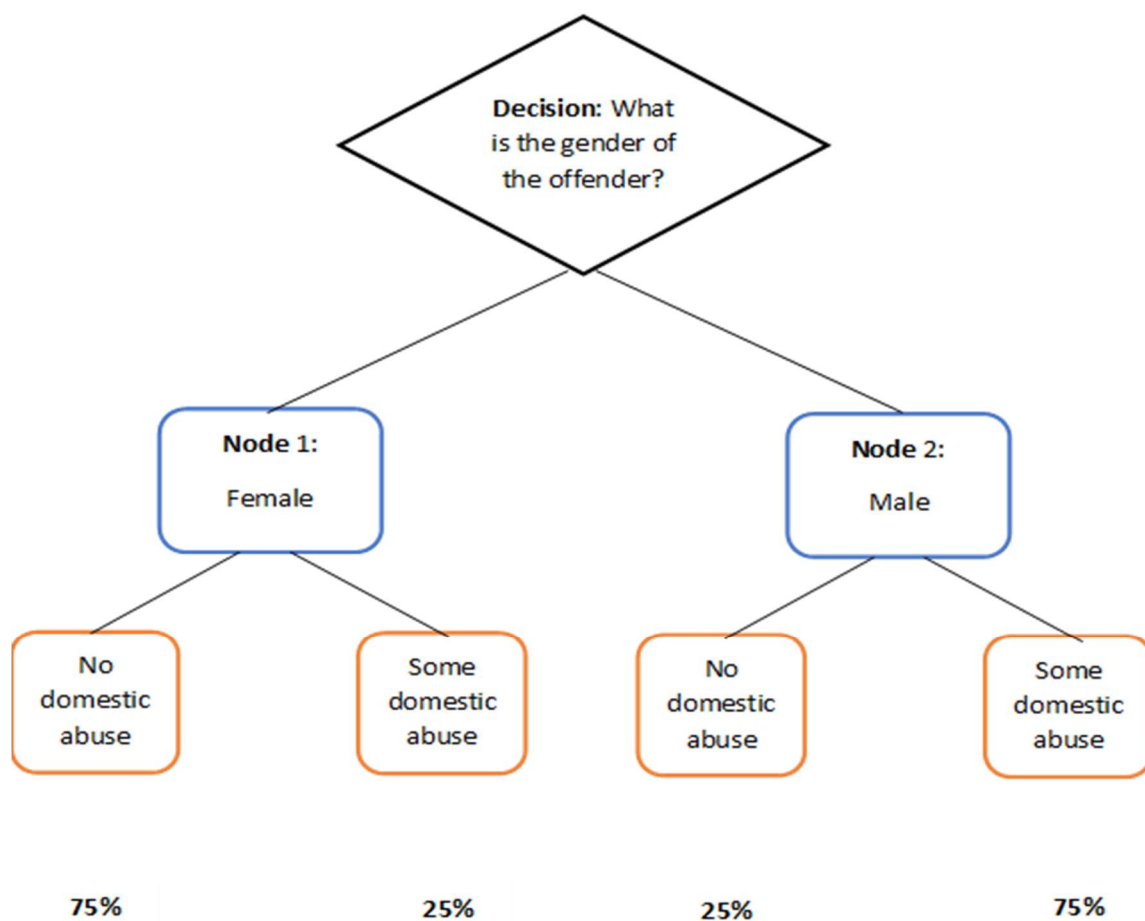 Decision: What
is the gender of
the offender?
Node 1:
Female
Node 2:
Male
No
domestic
abuse
Some
domestic
abuse
No
domestic
abuse
Some
domestic
abuse
75%
25%
25%
75%